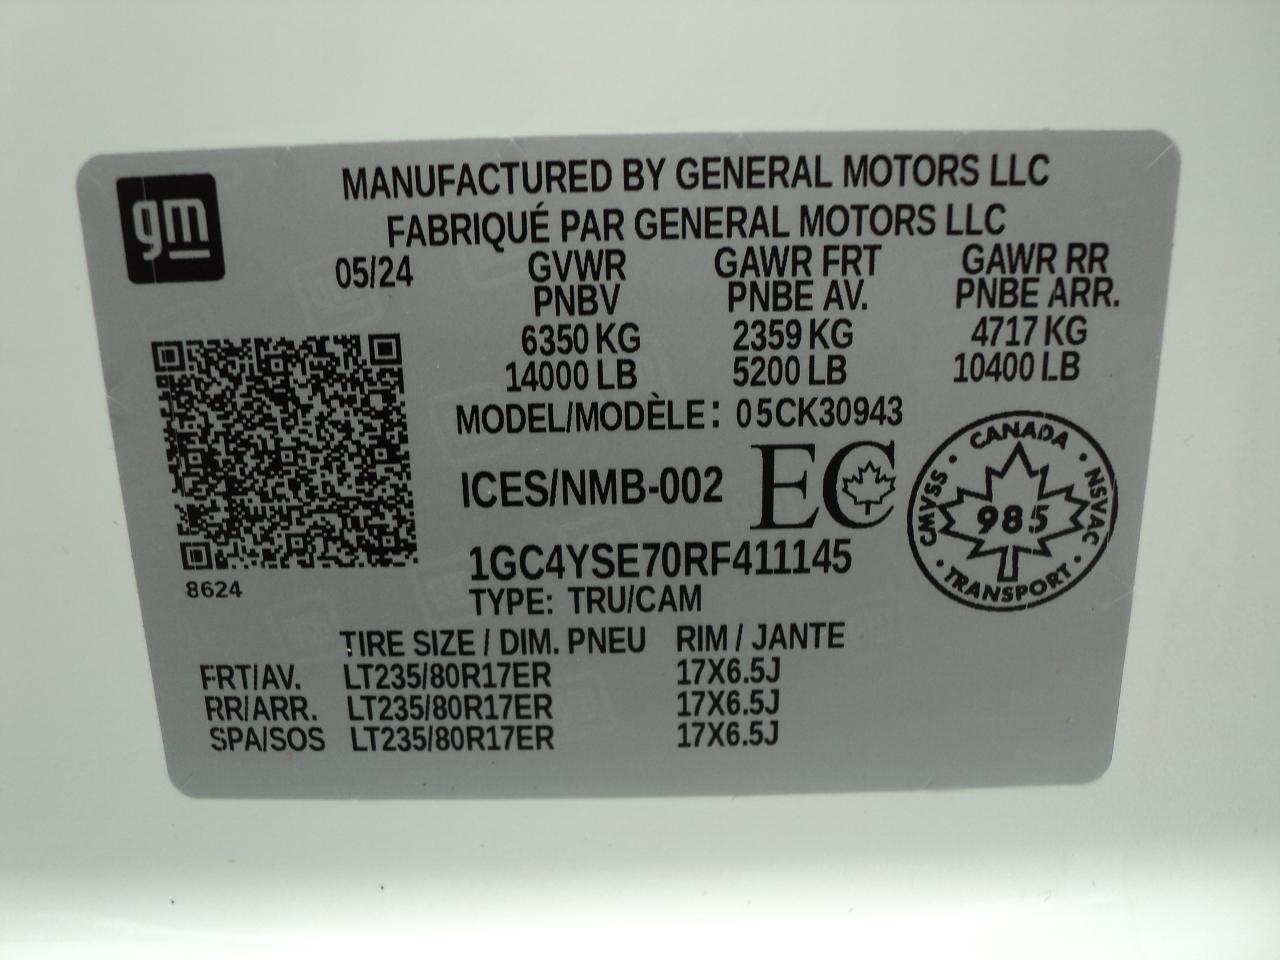 gm
MANUFACTURED BY GENERAL MOTORS LLC
FABRIQUÉ PAR GENERAL MOTORS LLC
05/24 GVWR GAWR FRT GAWR RR
PNBV PNBE AV. PNBE ARR.
6350 KG 2359 KG 4717 KG
14000 LB 5200 LB 10400 LB
MODEL/MODÈLE: 05CK30943
ICES/NMB-002 EC
CANADA
CMVSS 985 NSVAC
TRANSPORT
1GC4YSE70RF411145
8624
TYPE: TRU/CAM
TIRE SIZE / DIM. PNEU RIM / JANTE
FRT/AV. LT235/80R17ER 17X6.5J
RR/ARR. LT235/80R17ER 17X6.5J
SPA/SOS LT235/80R17ER 17X6.5J